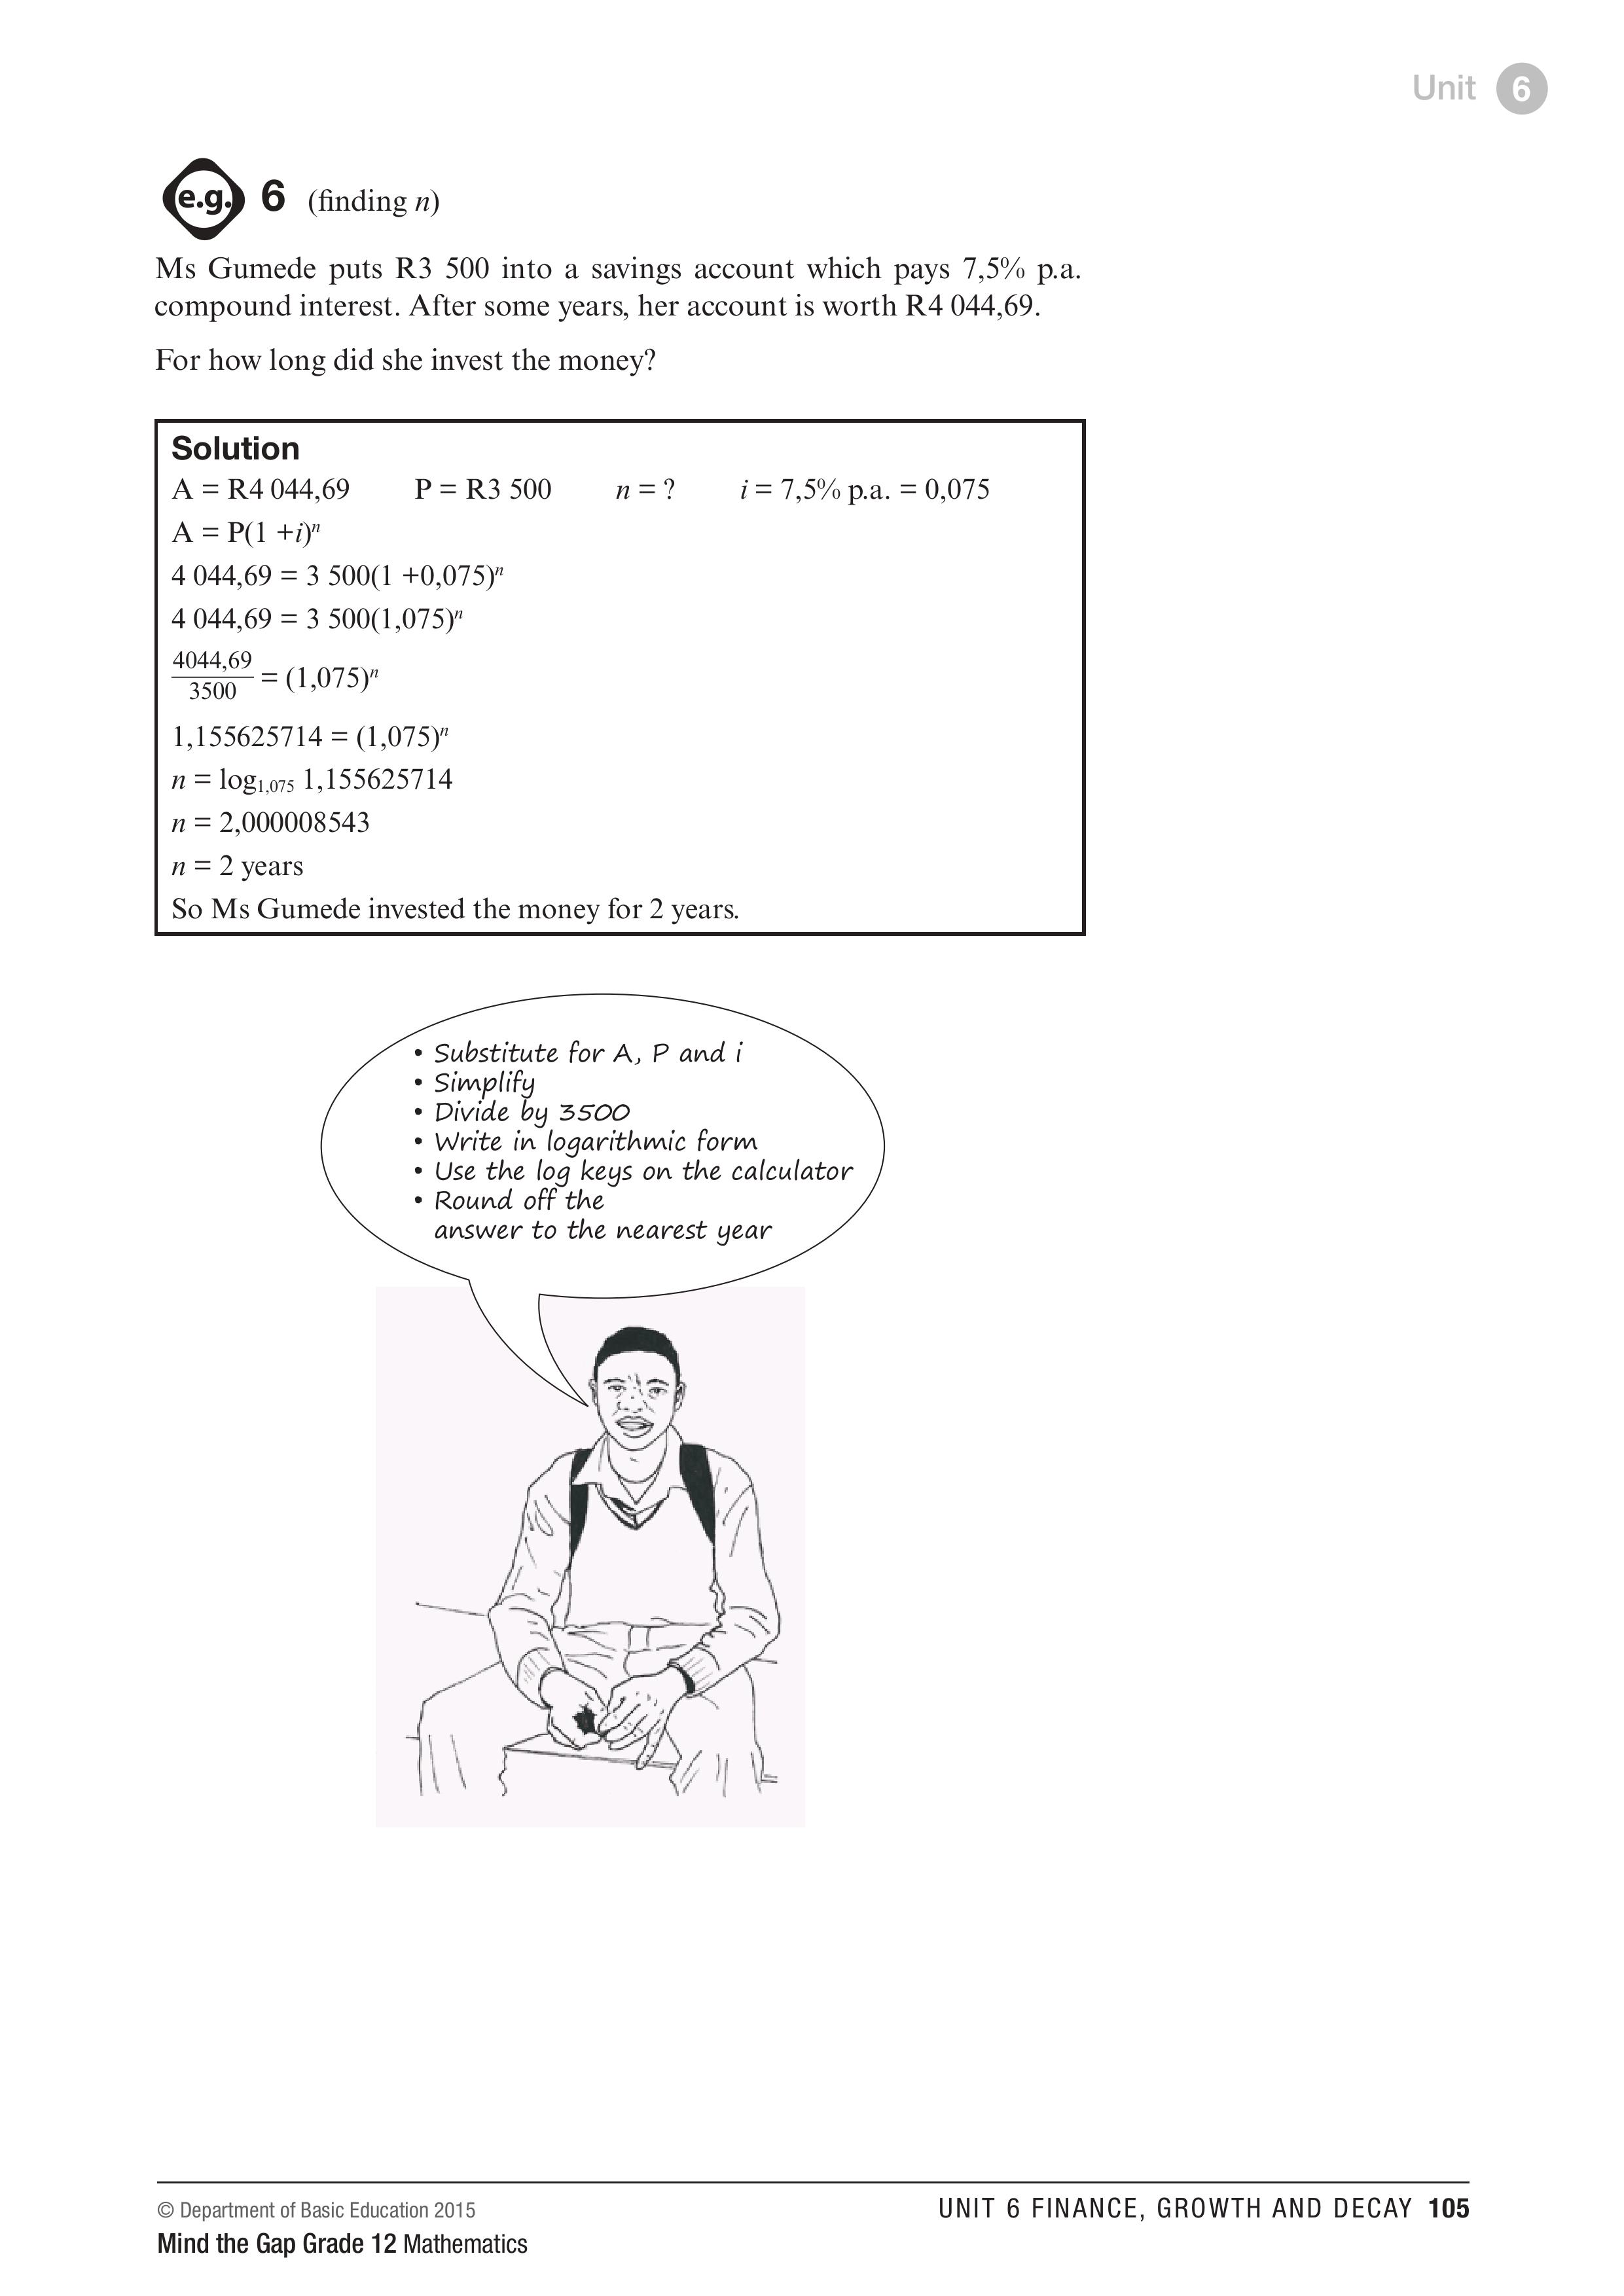 Unit 6
e.g. 6 (finding n)
Ms Gumede puts R3 500 into a savings account which pays 7,5% p.a.
compound interest. After some years, her account is worth R4 044,69.
For how long did she invest the money?
Solution
A = R4 044,69 P = R3 500 n = ? i = 7,5% p.a. = 0,075
A = P(1 +i)ⁿ
4 044,69 = 3 500(1 +0,075)ⁿ
4 044,69 = 3 500(1,075)ⁿ
4044,69
3500
= (1,075)ⁿ
1,155625714 = (1,075)ⁿ
n = log₁,₀₇₅ 1,155625714
n = 2,000008543
n = 2 years
So Ms Gumede invested the money for 2 years.
• Substitute for A, P and i
• Simplify
• Divide by 3500
• Write in logarithmic form
• Use the log keys on the calculator
• Round off the
answer to the nearest year
© Department of Basic Education 2015
Mind the Gap Grade 12 Mathematics
UNIT 6 FINANCE, GROWTH AND DECAY 105